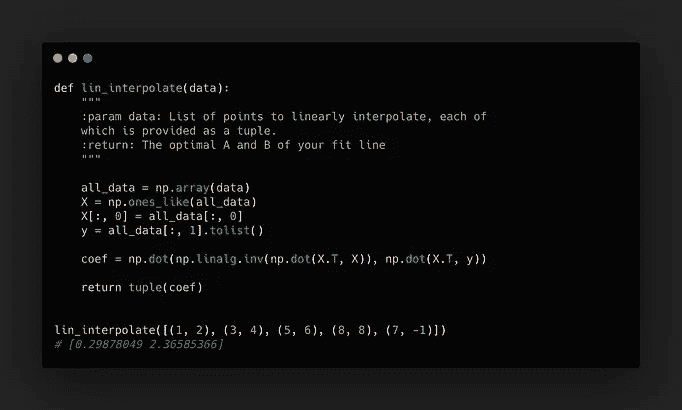 def lin_interpolate(data):
    """
    :param data: List of points to linearly interpolate, each of
    which is provided as a tuple.
    :return: The optimal A and B of your fit line
    """
    all_data = np.array(data)
    X = np.ones_like(all_data)
    X[:, 0] = all_data[:, 0]
    y = all_data[:, 1].tolist()
    coef = np.dot(np.linalg.inv(np.dot(X.T, X)), np.dot(X.T, y))
    return tuple(coef)
lin_interpolate([(1, 2), (3, 4), (5, 6), (8, 8), (7, -1)])
# [0.29878049 2.36585366]